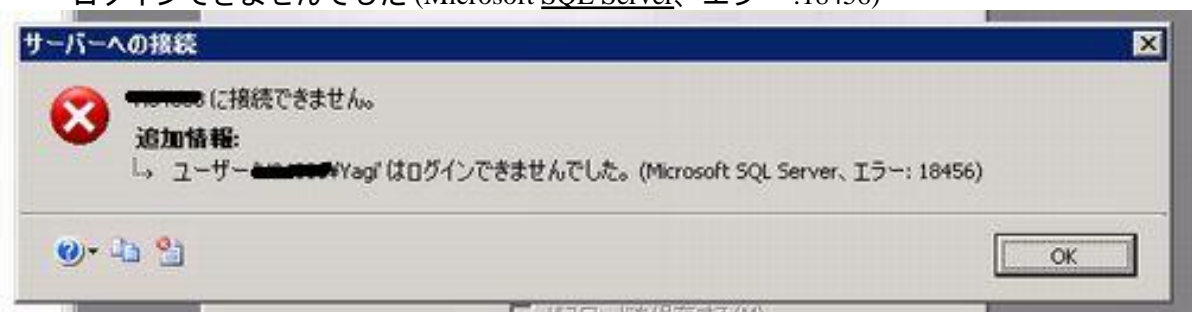 ログインできませんでした (Microsoft SQL Server、エラー:18456)
サーバーへの接続
に接続できません。
追加情報:
ユーザー ¥Yagi' はログインできませんでした。(Microsoft SQL Server、エラー: 18456)
OK